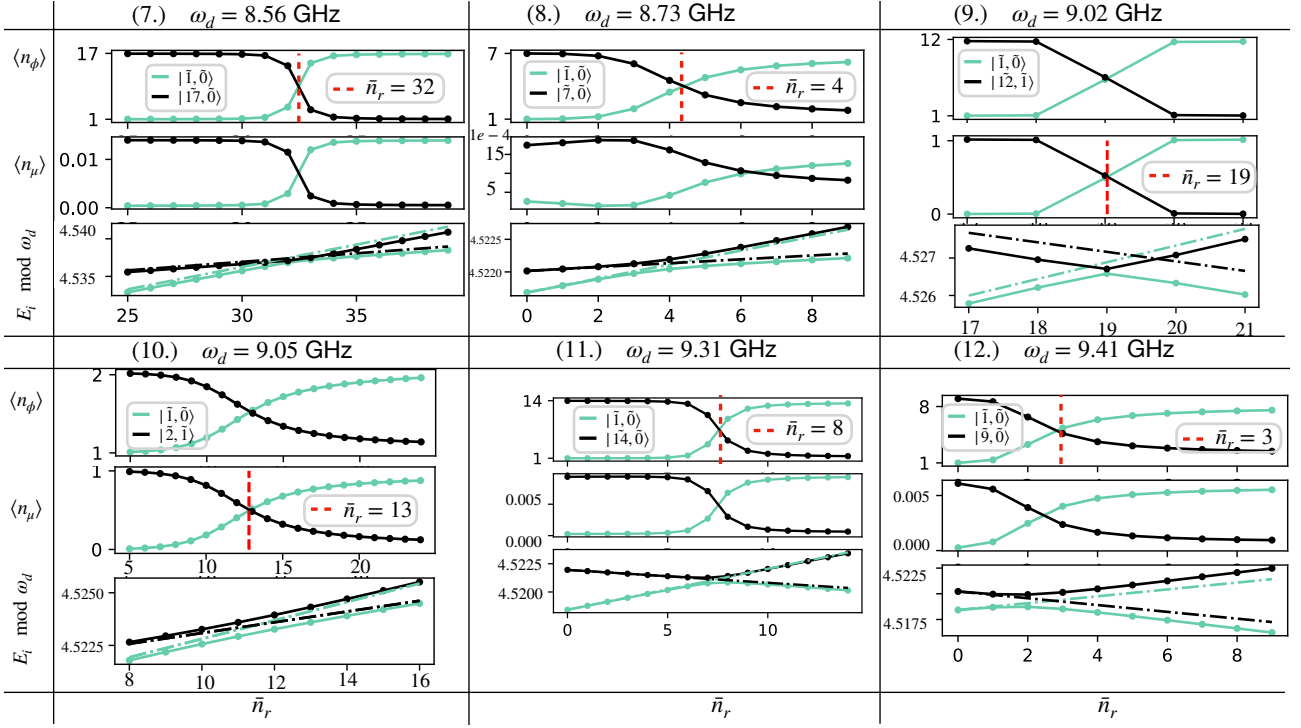 (7.) ω_d = 8.56 GHz
(8.) ω_d = 8.73 GHz
(9.) ω_d = 9.02 GHz
⟨n_ϕ⟩
17
1
|1̃, 0̃⟩
|1̃7, 0̃⟩
n̄_r = 32
7
1
|1̃, 0̃⟩
|7̃, 0̃⟩
n̄_r = 4
12
1
|1̃, 0̃⟩
|1̃2, 1̃⟩
⟨n_μ⟩
0.01
0.00
25 30 35
1e−4
15
5
1
0
n̄_r = 19
E_i mod ω_d
4.540
4.535
25 30 35
4.5225
4.5220
0 2 4 6 8
4.527
4.526
17 18 19 20 21
(10.) ω_d = 9.05 GHz
(11.) ω_d = 9.31 GHz
(12.) ω_d = 9.41 GHz
⟨n_ϕ⟩
2
1
|1̃, 0̃⟩
|2̃, 1̃⟩
14
1
|1̃, 0̃⟩
|1̃4, 0̃⟩
n̄_r = 8
8
1
|1̃, 0̃⟩
|9̃, 0̃⟩
n̄_r = 3
⟨n_μ⟩
1
0
n̄_r = 13
5 10 15 20
0.005
0.000
0.005
0.000
E_i mod ω_d
4.5250
4.5225
8 10 12 14 16
4.5225
4.5200
0 5 10
4.5225
4.5175
0 2 4 6 8
n̄_r
n̄_r
n̄_r